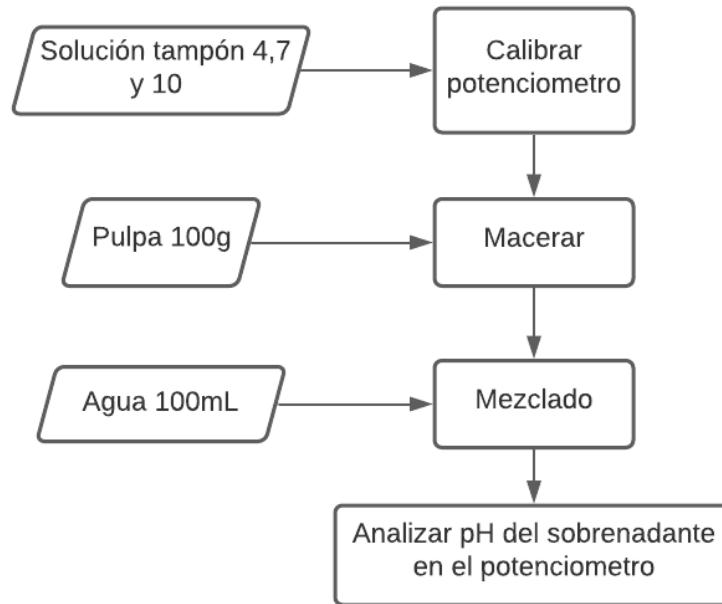 Solución tampón 4,7
y 10
Calibrar
potenciometro
Pulpa 100g
Macerar
Agua 100mL
Mezclado
Analizar pH del sobrenadante
en el potenciometro